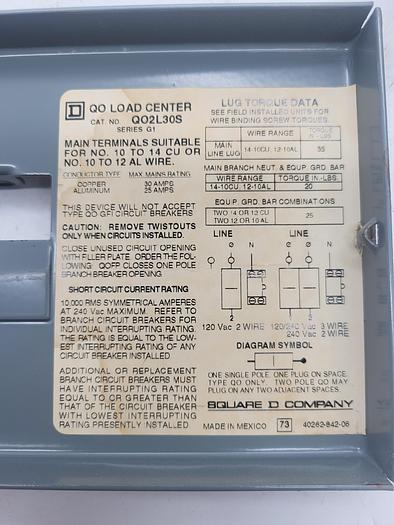 D QO LOAD CENTER
CAT. NO. QO2L30S
SERIES G1
MAIN TERMINALS SUITABLE
FOR NO. 10 TO 14 CU OR
NO. 10 TO 12 AL WIRE.
CONDUCTOR TYPE MAX. MAINS RATING
COPPER 30 AMPS
ALUMINUM 25 AMPS
THIS DEVICE WILL NOT ACCEPT
TYPE QO GFI CIRCUIT BREAKERS
CAUTION: REMOVE TWISTOUTS
ONLY WHEN CIRCUITS INSTALLED.
CLOSE UNUSED CIRCUIT OPENING
WITH FILLER PLATE. ORDER THE FOL-
LOWING: QOFP CLOSES ONE POLE
BRANCH BREAKER OPENING.
SHORT CIRCUIT CURRENT RATING
10,000 RMS SYMMETRICAL AMPERES
AT 240 Vac MAXIMUM. REFER TO
BRANCH CIRCUIT BREAKERS FOR
INDIVIDUAL INTERRUPTING RATING.
THE RATING IS EQUAL TO THE LOW-
EST INTERRUPTING RATING OF ANY
CIRCUIT BREAKER INSTALLED.
ADDITIONAL OR REPLACEMENT
BRANCH CIRCUIT BREAKERS MUST
HAVE INTERRUPTING RATING
EQUAL TO OR GREATER THAN
THAT OF THE CIRCUIT BREAKER
WITH LOWEST INTERRUPTING
RATING PRESENTLY INSTALLED
LUG TORQUE DATA
SEE FIELD INSTALLED UNITS FOR
WIRE BINDING SCREW TORQUES.
WIRE RANGE TORQUE IN-LBS.
MAIN LINE LUG 14-10CU, 12-10AL 35
MAIN BRANCH NEUT. & EQUIP. GRD. BAR
WIRE RANGE TORQUE IN.-LBS.
14-10CU, 12-10AL 20
EQUIP. GRD. BAR COMBINATIONS
TWO 14 OR 12 CU
TWO 12 OR 10 AL 25
LINE LINE
Ø N Ø Ø N
2 2
120 Vac 2 WIRE 120/240 Vac 3 WIRE
240 Vac 2 WIRE
DIAGRAM SYMBOL
ONE SINGLE POLE, ONE PLUG ON SPACE.
TYPE QO ONLY. TWO POLE QO MAY
PLUG ON ANY TWO ADJACENT SPACES.
SQUARE D COMPANY
MADE IN MEXICO 73 40262-842-06